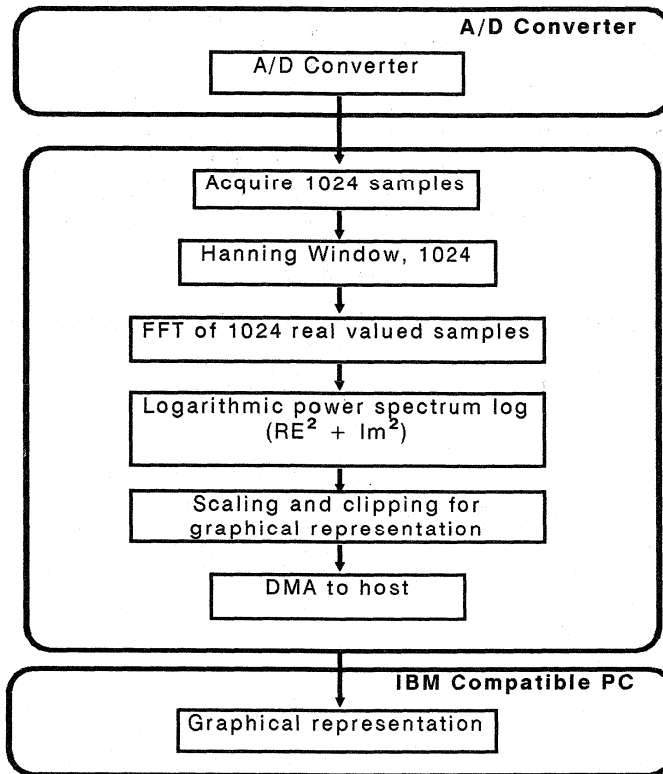 A/D Converter
A/D Converter
Acquire 1024 samples
Hanning Window, 1024
FFT of 1024 real valued samples
Logarithmic power spectrum log
(RE² + Im²)
Scaling and clipping for
graphical representation
DMA to host
IBM Compatible PC
Graphical representation